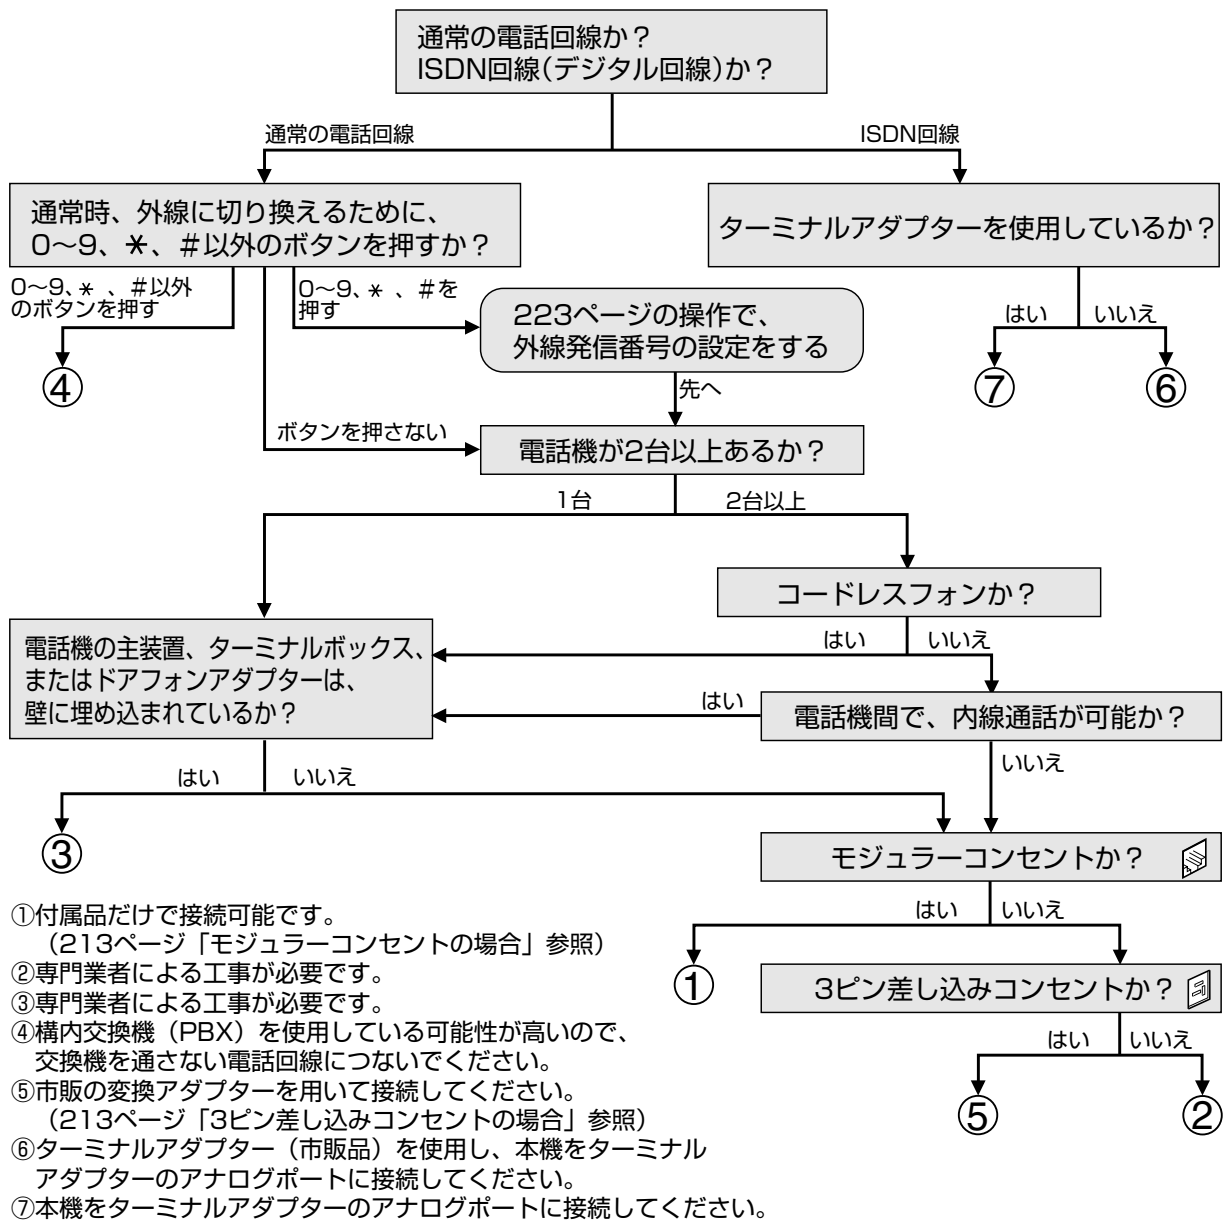 通常の電話回線か？
ISDN回線(デジタル回線)か？
通常の電話回線
ISDN回線
通常時、外線に切り換えるために、
0～9、＊、＃以外のボタンを押すか？
ターミナルアダプターを使用しているか？
0～9、＊、＃以外
のボタンを押す
0～9、＊、＃を
押す
223ページの操作で、
外線発信番号の設定をする
はい
いいえ
④
⑦
⑥
先へ
ボタンを押さない
電話機が2台以上あるか？
1台
2台以上
コードレスフォンか？
電話機の主装置、ターミナルボックス、
またはドアフォンアダプターは、
壁に埋め込まれているか？
はい
いいえ
はい
電話機間で、内線通話が可能か？
はい
いいえ
いいえ
③
モジュラーコンセントか？
はい
いいえ
①
3ピン差し込みコンセントか？
はい
いいえ
⑤
②
①付属品だけで接続可能です。
（213ページ「モジュラーコンセントの場合」参照）
②専門業者による工事が必要です。
③専門業者による工事が必要です。
④構内交換機（PBX）を使用している可能性が高いので、
交換機を通さない電話回線につないでください。
⑤市販の変換アダプターを用いて接続してください。
（213ページ「3ピン差し込みコンセントの場合」参照）
⑥ターミナルアダプター（市販品）を使用し、本機をターミナル
アダプターのアナログポートに接続してください。
⑦本機をターミナルアダプターのアナログポートに接続してください。